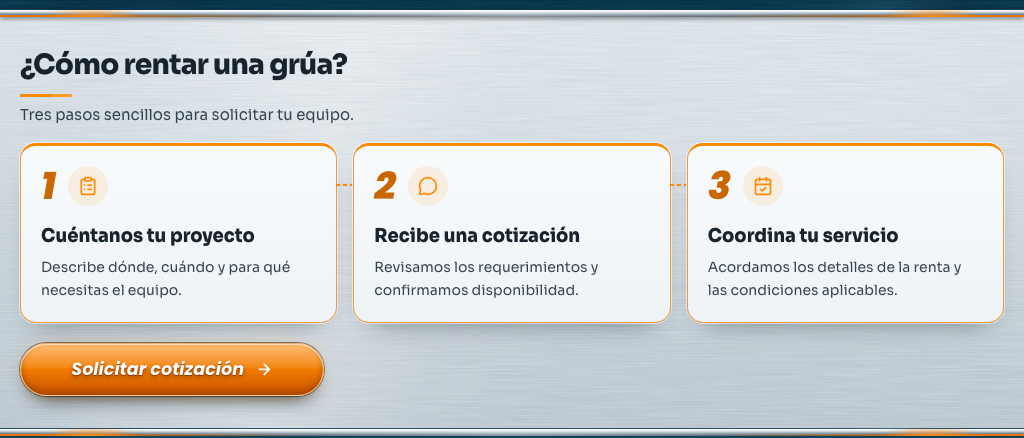 ¿Cómo rentar una grúa?
Tres pasos sencillos para solicitar tu equipo.
1
Cuéntanos tu proyecto
Describe dónde, cuándo y para qué
necesitas el equipo.
2
Recibe una cotización
Revisamos los requerimientos y
confirmamos disponibilidad.
3
Coordina tu servicio
Acordamos los detalles de la renta y
las condiciones aplicables.
Solicitar cotización →